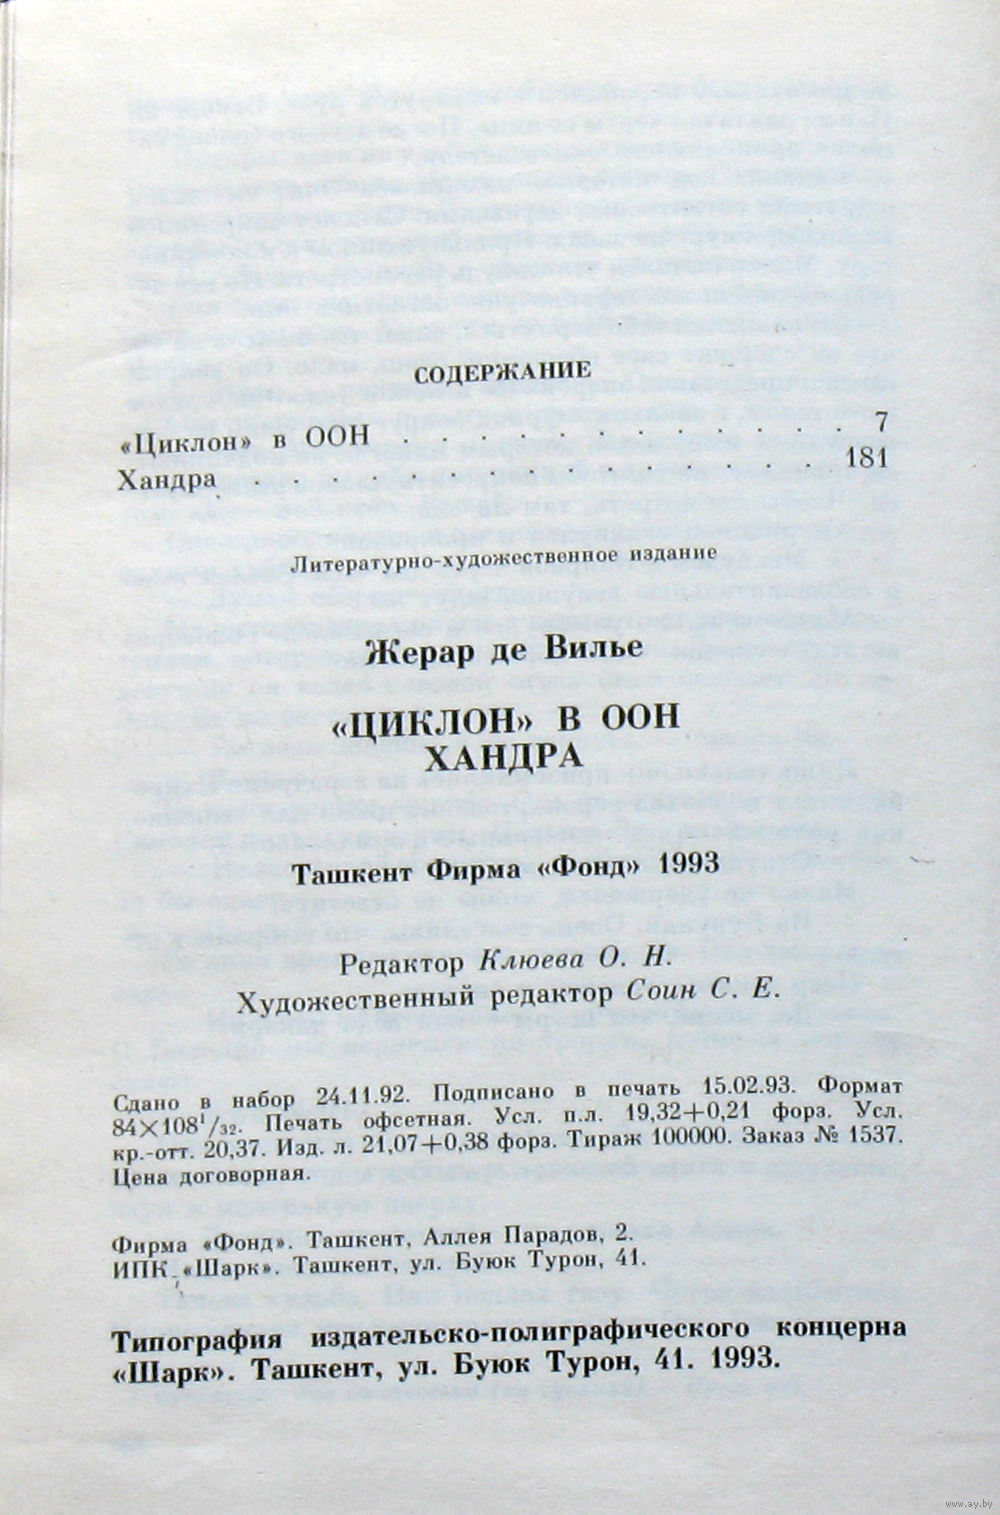 СОДЕРЖАНИЕ
«Циклон» в ООН . . . . . . . . . . . . . . . . . 7
Хандра . . . . . . . . . . . . . . . . . . . . . 181
Литературно-художественное издание
Жерар де Вилье
«ЦИКЛОН» В ООН
ХАНДРА
Ташкент Фирма «Фонд» 1993
Редактор Клюева О. Н.
Художественный редактор Соин С. Е.
Сдано в набор 24.11.92. Подписано в печать 15.02.93. Формат
84×108¹/₃₂. Печать офсетная. Усл. п.л. 19,32+0,21 форз. Усл.
кр.-отт. 20,37. Изд. л. 21,07+0,38 форз. Тираж 100000. Заказ № 1537.
Цена договорная.
Фирма «Фонд». Ташкент, Аллея Парадов, 2.
ИПК «Шарк». Ташкент, ул. Буюк Турон, 41.
Типография издательско-полиграфического концерна
«Шарк». Ташкент, ул. Буюк Турон, 41. 1993.
www.ay.by